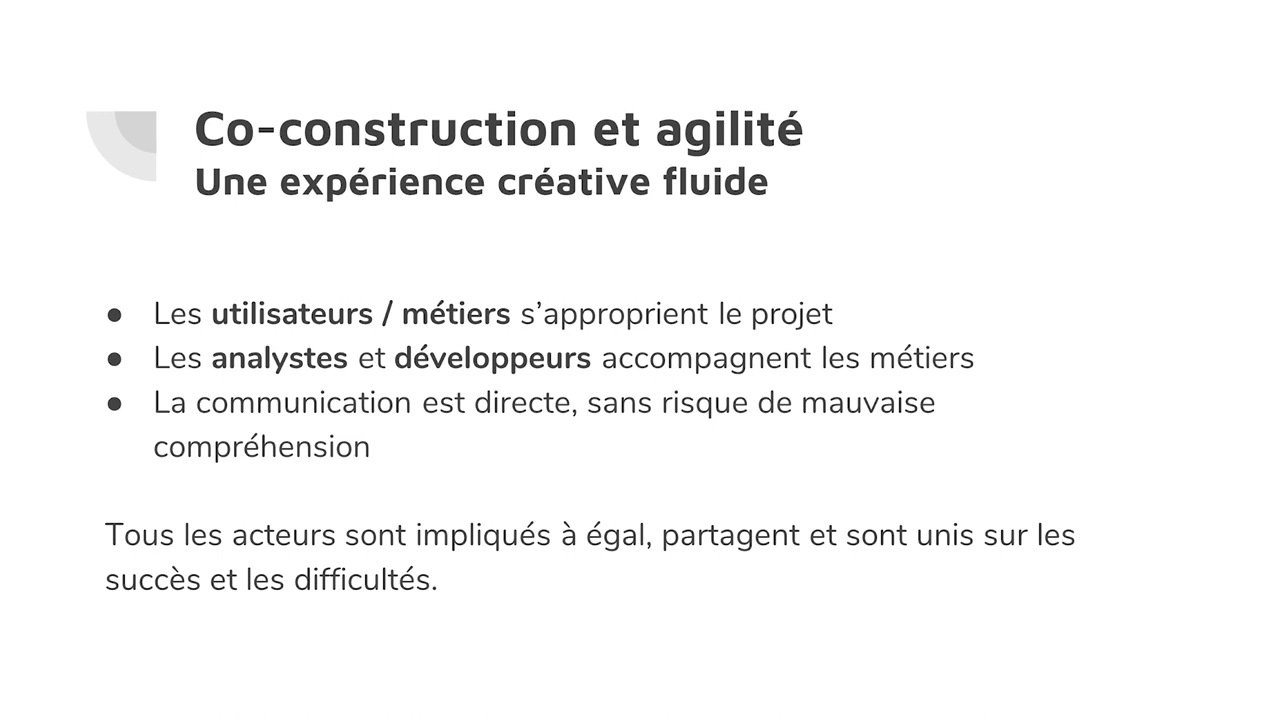 Co-construction et agilité
Une expérience créative fluide
● Les utilisateurs / métiers s’approprient le projet
● Les analystes et développeurs accompagnent les métiers
● La communication est directe, sans risque de mauvaise
compréhension
Tous les acteurs sont impliqués à égal, partagent et sont unis sur les
succès et les difficultés.